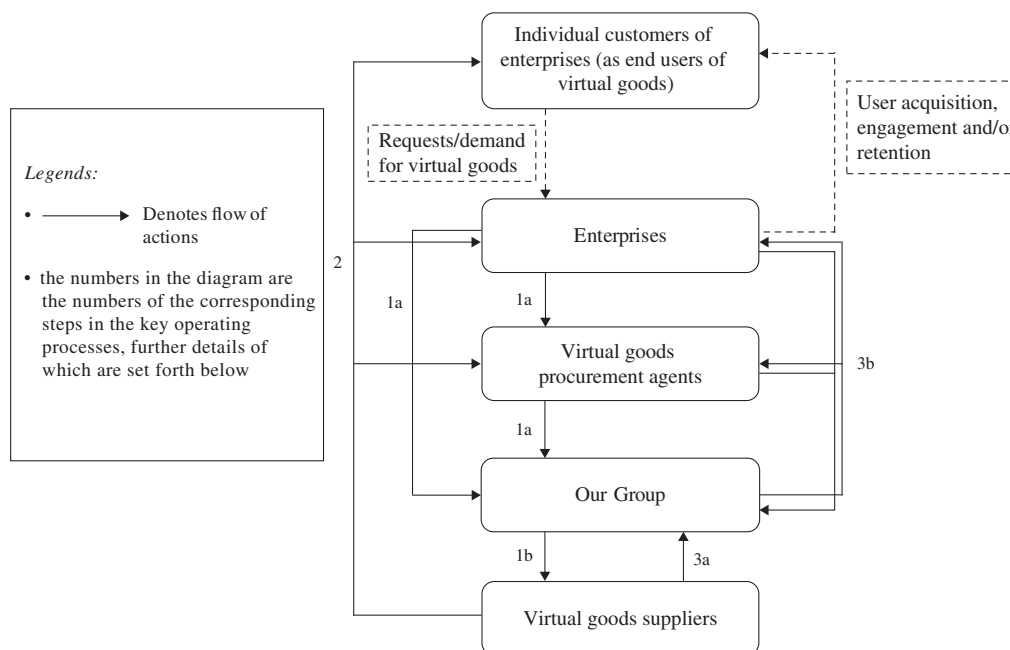 Individual customers of
enterprises (as end users of
virtual goods)
User acquisition,
engagement and/o
retention
Requests/demand
for virtual goods
Legends:
• Denotes flow of
actions
• the numbers in the diagram are
the numbers of the corresponding
steps in the key operating
processes, further details of
which are set forth below
Enterprises
2
1a
1a
Virtual goods
procurement agents
3b
1a
Our Group
1b
3a
Virtual goods suppliers